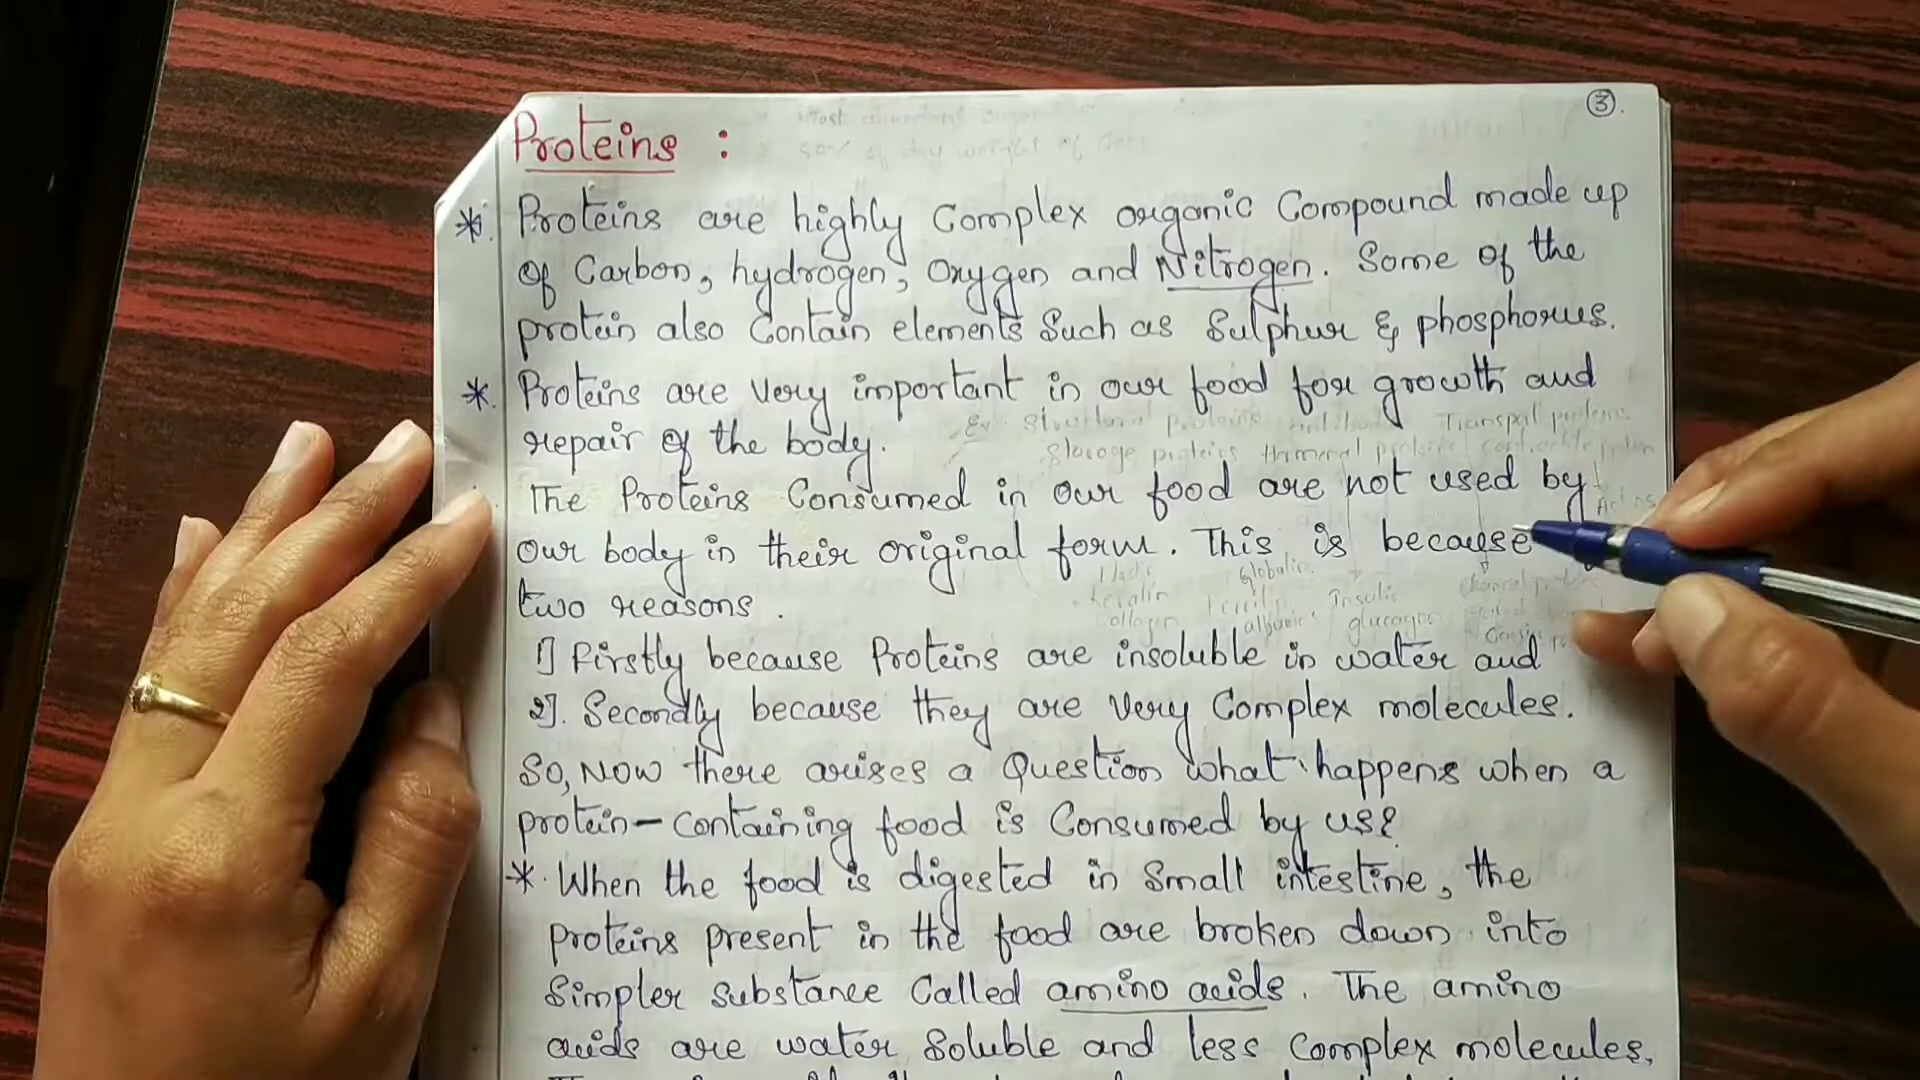 3
Proteins :
* Proteins are highly Complex organic Compound made up
of Carbon, hydrogen, Oxygen and Nitrogen. Some of the
protein also Contain elements Such as Sulphur & phosphorus.
* Proteins are Very important in our food for growth and
repair of the body.
The Proteins Consumed in our food are not used by
our body in their original form. This is because
two reasons.
1] Firstly because Proteins are insoluble in water and
2]. Secondly because they are Very Complex molecules.
So, Now there arises a Question what happens when a
protein-containing food is Consumed by us?
* When the food is digested in Small intestine, the
proteins present in the food are broken down into
Simpler substance Called amino acids. The amino
acids are water Soluble and less Complex molecules.